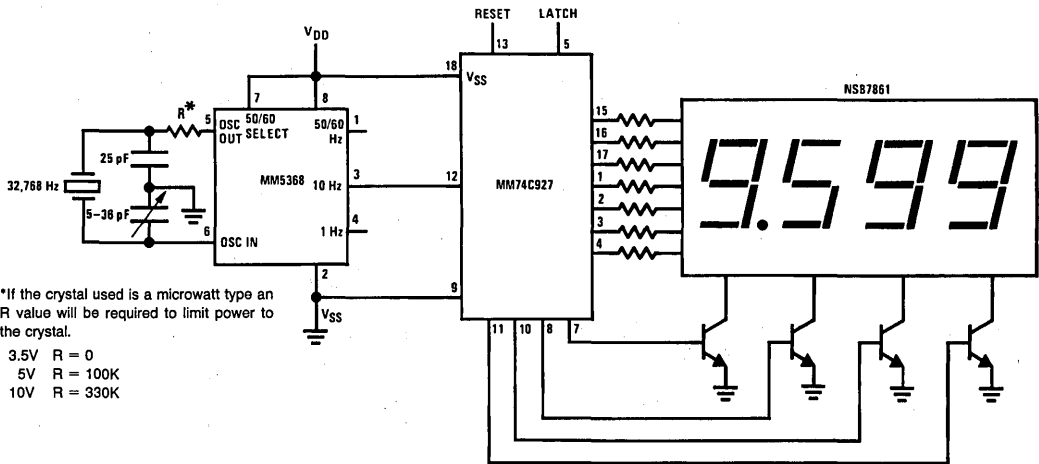 RESET LATCH
13 5
VDD
18 VSS
7 8
R*
5 OSC OUT
50/60 SELECT
50/60 Hz 1
25 pF
MM5368
32,768 Hz
10 Hz 3
12
MM74C927
5–36 pF
4
1 Hz
6 OSC IN
2
VSS
9
15
16
17
1
2
3
4
11 10 8 7
NSB7861
9.599
*If the crystal used is a microwatt type an
R value will be required to limit power to
the crystal.
3.5V R = 0
5V R = 100K
10V R = 330K